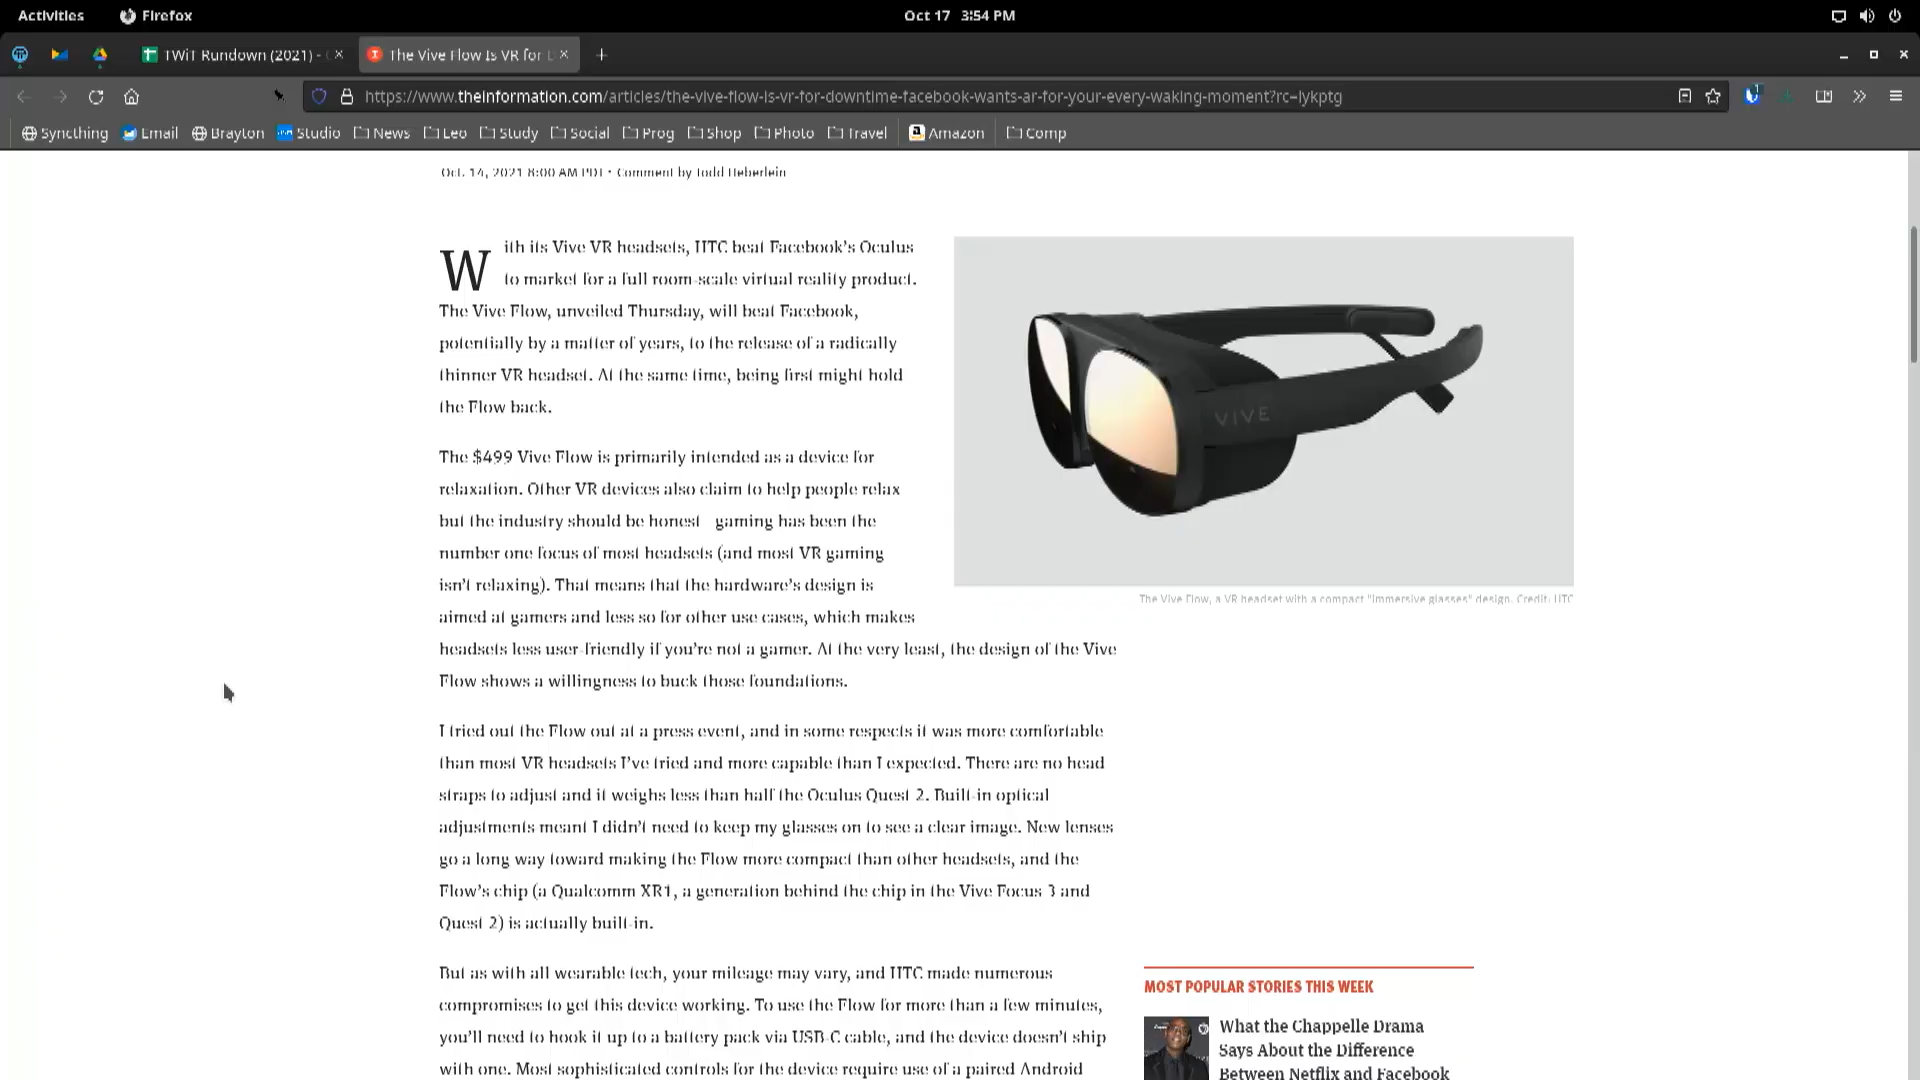 Activities Firefox Oct 17 3:54 PM
TWiT Rundown (2021) - The Vive Flow Is VR for
https://www.theinformation.com/articles/the-vive-flow-is-vr-for-downtime-facebook-wants-ar-for-your-every-waking-moment?rc=lykptg
Syncthing Email Brayton Studio News Leo Study Social Prog Shop Photo Travel Amazon Comp
Oct. 14, 2021 8:00 AM PDT • Comment by Todd Heberlein
With its Vive VR headsets, HTC beat Facebook's Oculus
to market for a full room-scale virtual reality product.
The Vive Flow, unveiled Thursday, will beat Facebook,
potentially by a matter of years, to the release of a radically
thinner VR headset. At the same time, being first might hold
the Flow back.
VIVE
The Vive Flow, a VR headset with a compact "immersive glasses" design. Credit: HTC
The $499 Vive Flow is primarily intended as a device for
relaxation. Other VR devices also claim to help people relax
but the industry should be honest gaming has been the
number one focus of most headsets (and most VR gaming
isn't relaxing). That means that the hardware's design is
aimed at gamers and less so for other use cases, which makes
headsets less user-friendly if you're not a gamer. At the very least, the design of the Vive
Flow shows a willingness to buck those foundations.
I tried out the Flow out at a press event, and in some respects it was more comfortable
than most VR headsets I've tried and more capable than I expected. There are no head
straps to adjust and it weighs less than half the Oculus Quest 2. Built-in optical
adjustments meant I didn't need to keep my glasses on to see a clear image. New lenses
go a long way toward making the Flow more compact than other headsets, and the
Flow's chip (a Qualcomm XR1, a generation behind the chip in the Vive Focus 3 and
Quest 2) is actually built-in.
But as with all wearable tech, your mileage may vary, and HTC made numerous
compromises to get this device working. To use the Flow for more than a few minutes,
you'll need to hook it up to a battery pack via USB-C cable, and the device doesn't ship
with one. Most sophisticated controls for the device require use of a paired Android
MOST POPULAR STORIES THIS WEEK
What the Chappelle Drama
Says About the Difference
Between Netflix and Facebook